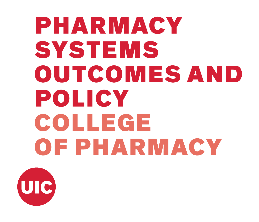 PHARMACY
SYSTEMS
OUTCOMES AND
POLICY
COLLEGE
OF PHARMACY
UIC